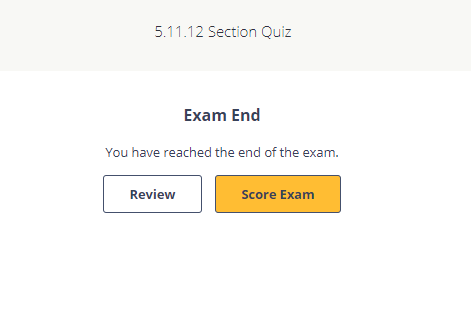 5.11.12 Section Quiz
Exam End
You have reached the end of the exam.
Review
Score Exam